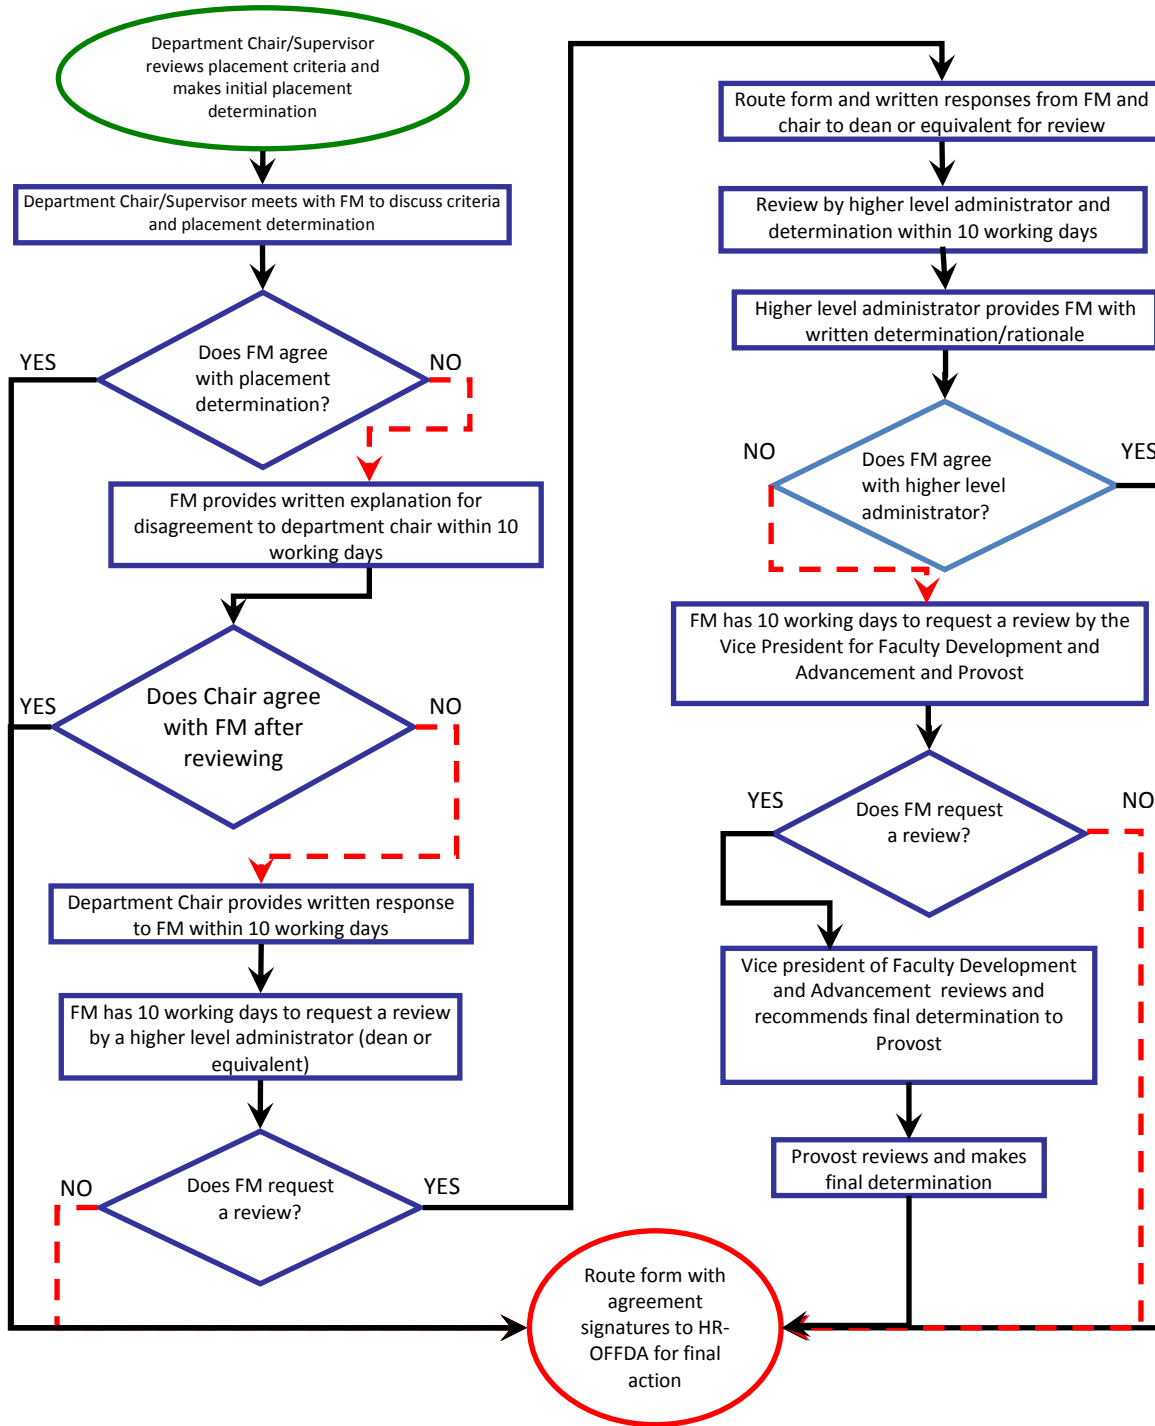 Department Chair/Supervisor
reviews placement criteria and
makes initial placement
determination
Department Chair/Supervisor meets with FM to discuss criteria
and placement determination
YES
Does FM agree
with placement
determination?
NO
FM provides written explanation for
disagreement to department chair within 10
working days
YES
Does Chair agree
with FM after
reviewing
NO
Department Chair provides written response
to FM within 10 working days
FM has 10 working days to request a review
by a higher level administrator (dean or
equivalent)
NO
Does FM request
a review?
YES
Route form and written responses from FM and
chair to dean or equivalent for review
Review by higher level administrator and
determination within 10 working days
Higher level administrator provides FM with
written determination/rationale
NO
Does FM agree
with higher level
administrator?
YES
FM has 10 working days to request a review by the
Vice President for Faculty Development and
Advancement and Provost
YES
Does FM request
a review?
NO
Vice president of Faculty Development
and Advancement reviews and
recommends final determination to
Provost
Provost reviews and makes
final determination
Route form with
agreement
signatures to HR-
OFFDA for final
action